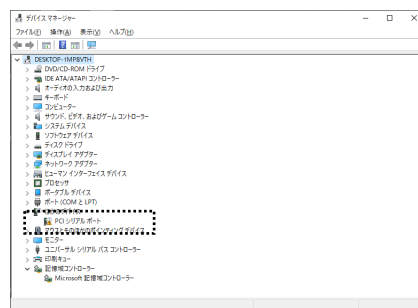 デバイス マネージャー
ファイル(F) 操作(A) 表示(V) ヘルプ(H)
DESKTOP-1MPBVTH
DVD/CD-ROM ドライブ
IDE ATA/ATAPI コントローラー
オーディオの入力および出力
キーボード
コンピューター
サウンド、ビデオ、およびゲーム コントローラー
システム デバイス
ソフトウェア デバイス
ディスク ドライブ
ディスプレイ アダプター
ネットワーク アダプター
ヒューマン インターフェイス デバイス
プロセッサ
ポータブル デバイス
ポート (COM と LPT)
PCI シリアル ポート
マウスとそのほかのポインティング デバイス
モニター
ユニバーサル シリアル バス コントローラー
印刷キュー
記憶域コントローラー
Microsoft 記憶域コントローラー